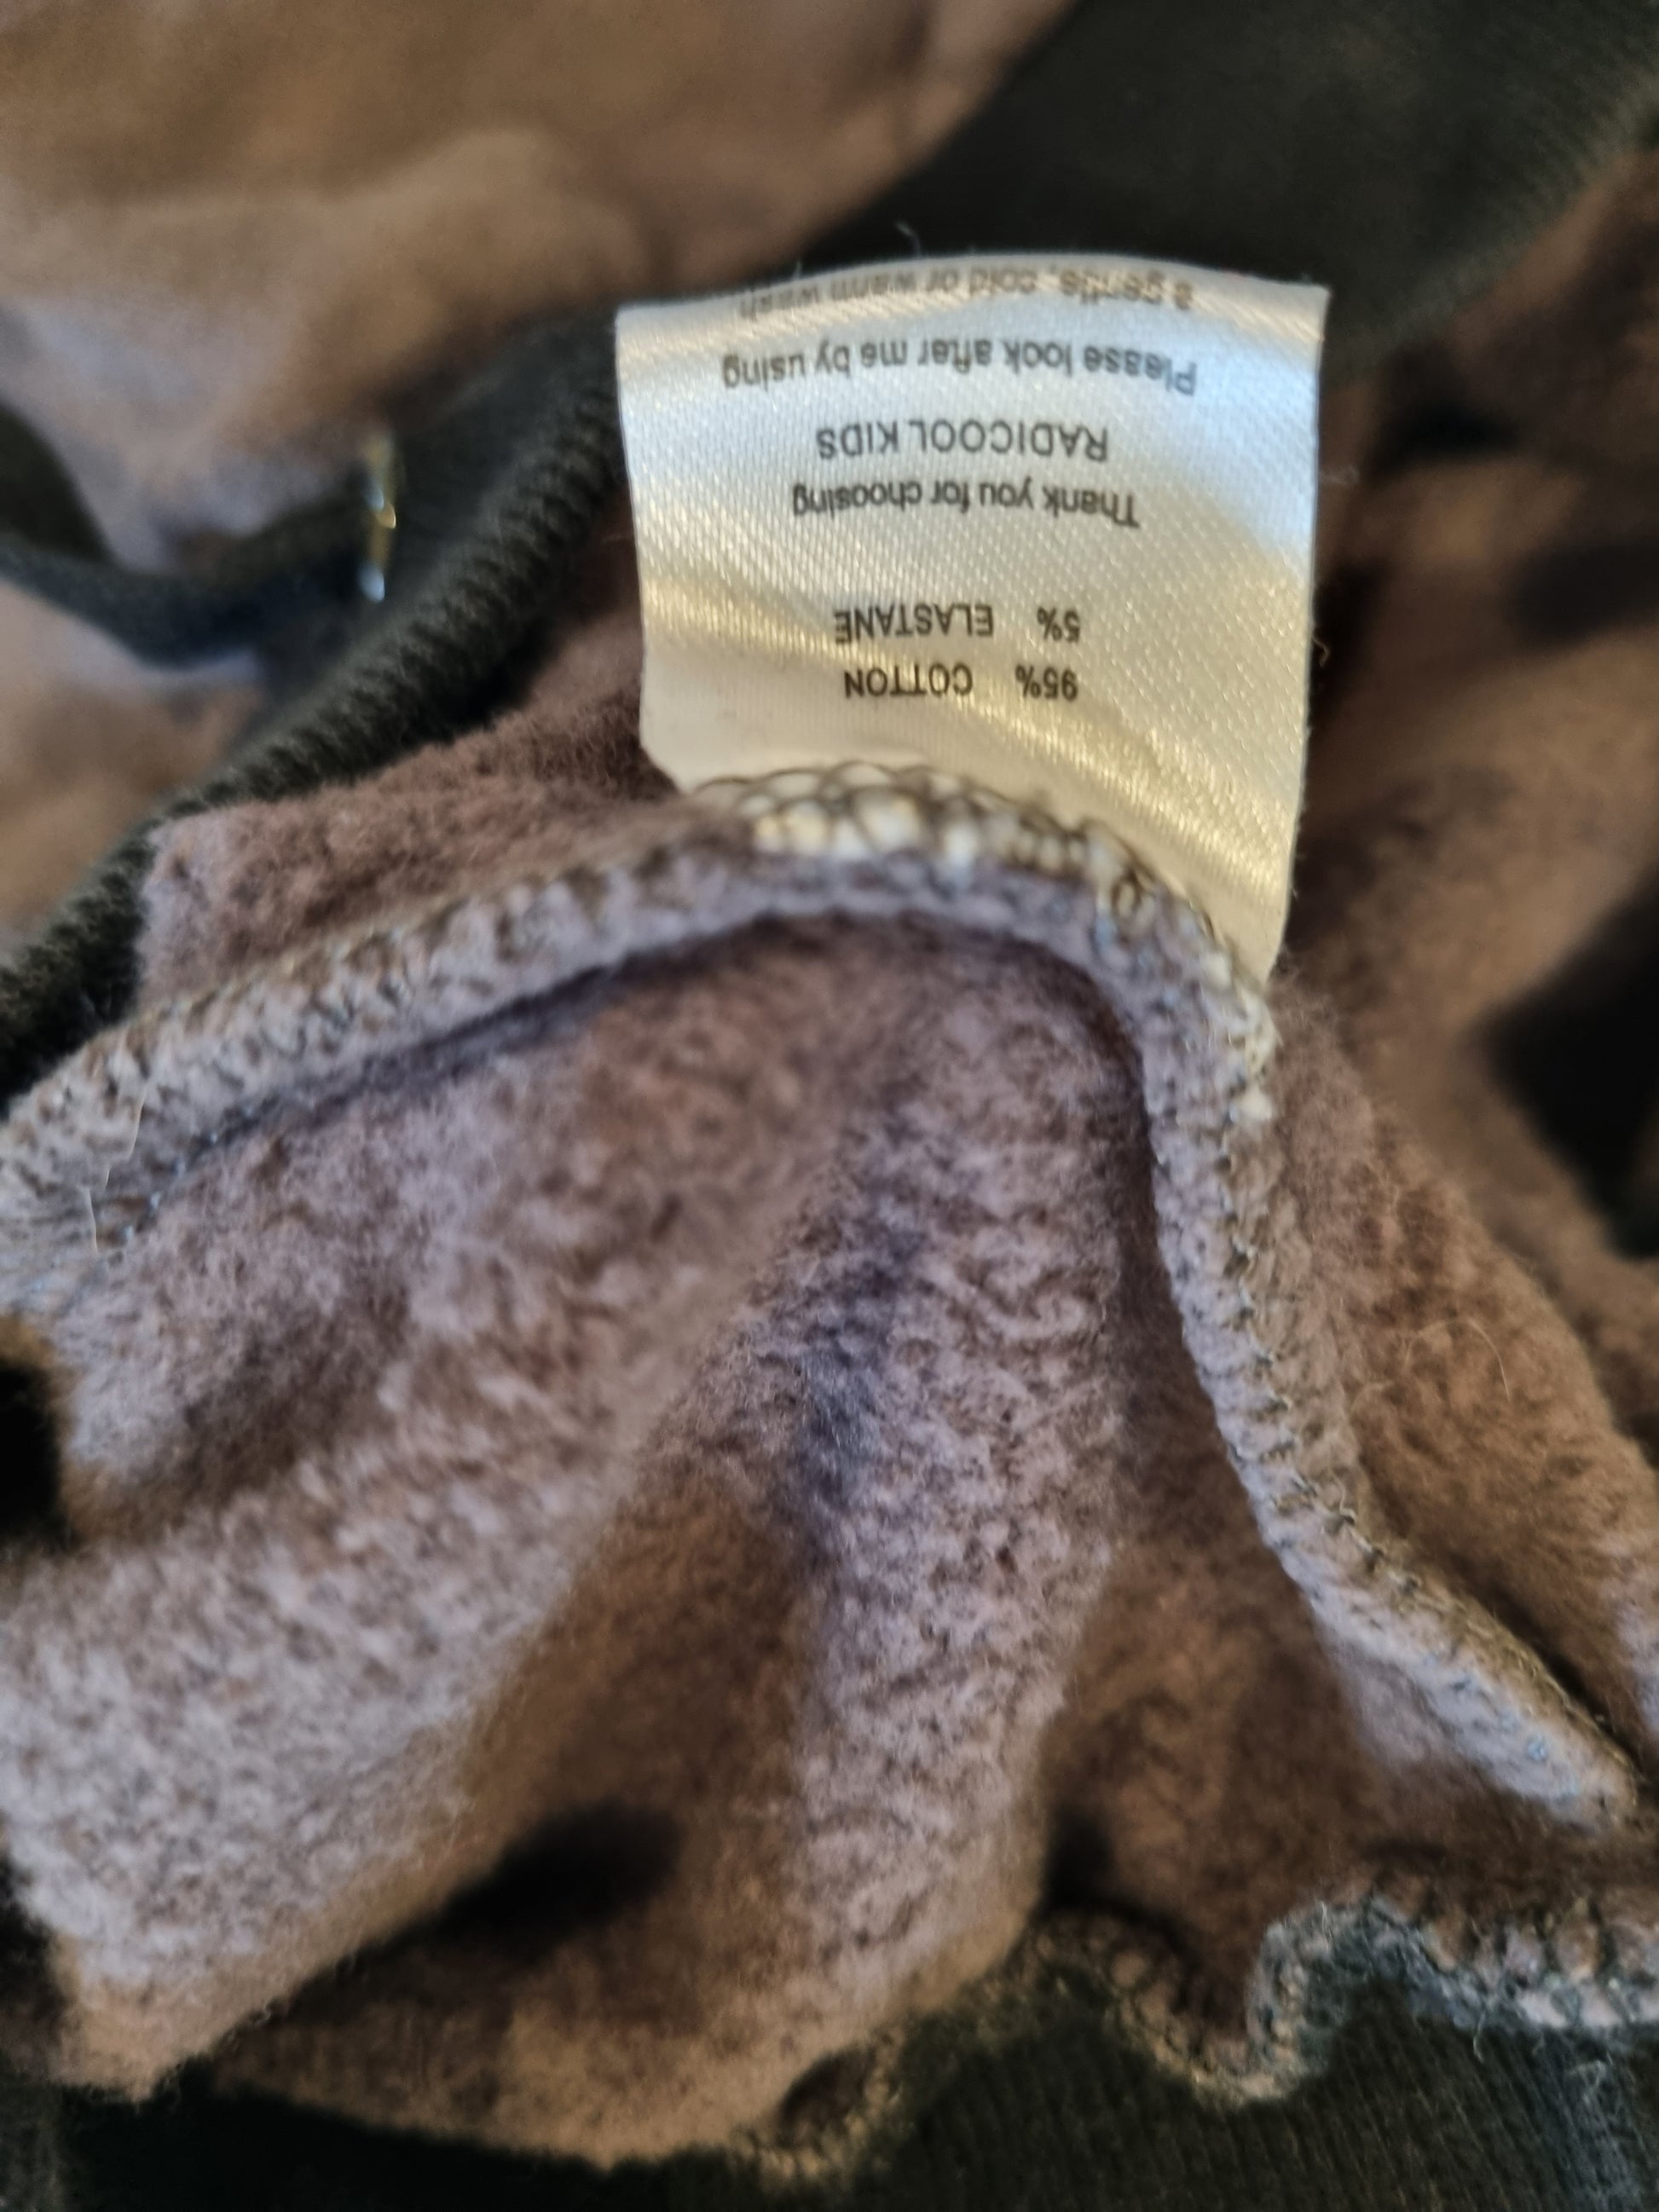 95% COTTON
5% ELASTANE
Thank you for choosing
RADICOOL KIDS
Please look after me by using
a gentle, cold or warm wash